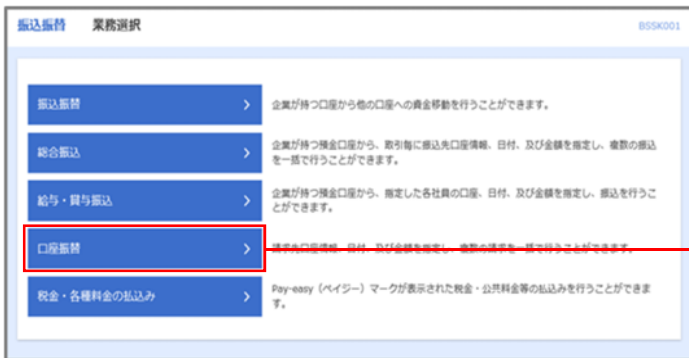 振込振替 業務選択 BSSK001
振込振替
企業が持つ口座から他の口座への資金移動を行うことができます。
総合振込
企業が持つ預金口座から、取引毎に振込先口座情報、日付、及び金額を指定し、複数の振込
を一括で行うことができます。
給与・賞与振込
企業が持つ預金口座から、指定した各社員の口座、日付、及び金額を指定し、振込を行うこ
とができます。
口座振替
請求先口座情報、日付、及び金額を指定し、複数の請求を一括で行うことができます。
税金・各種料金の払込み
Pay-easy（ペイジー）マークが表示された税金・公共料金等の払込みを行うことができま
す。